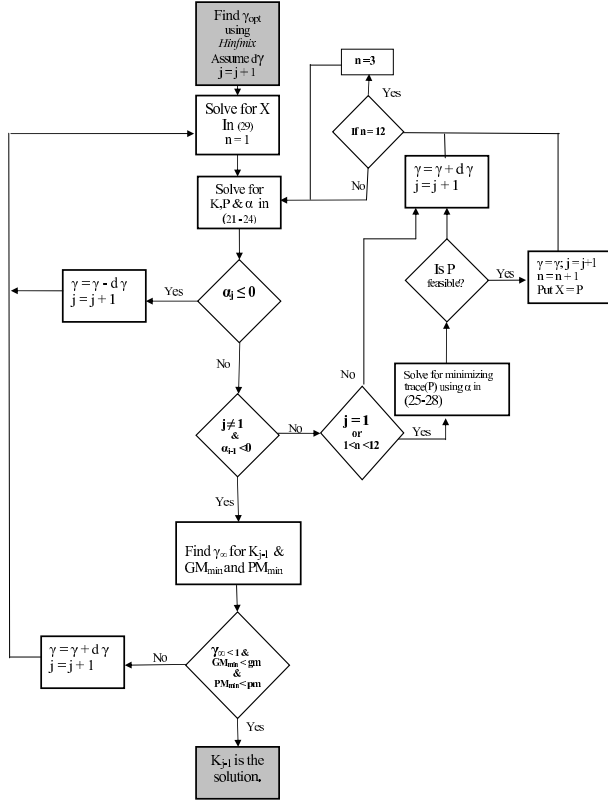 Find γopt
using
Hinfmix
Assume dγ
j = j + 1
Solve for X
In (29)
n = 1
n =3
Yes
If n = 12
No
Solve for
K,P & α in
(21 - 24)
γ = γ + d γ
j = j + 1
Is P
feasible?
Yes
γ = γ; j = j+1
n = n + 1
Put X = P
γ = γ - d γ
j = j + 1
Yes
αj ≤ 0
No
Solve for minimizing
trace(P) using α in
(25-28)
No
j ≠ 1
&
αi-1 <0
No
j = 1
or
1<n <12
Yes
Yes
Find γ∞ for Kj-1 &
GMmin and PMmin
γ = γ + d γ
j = j + 1
No
γ∞ < 1 &
GMmin < gm
&
PMmin < pm
Yes
Kj-1 is the
solution.